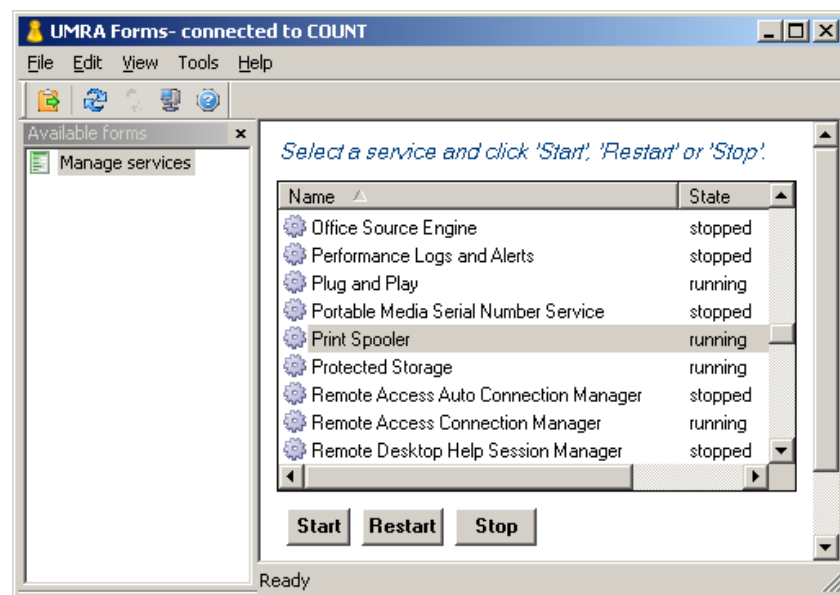 UMRA Forms- connected to COUNT
File Edit View Tools Help
Available forms
Manage services
Select a service and click 'Start', 'Restart' or 'Stop'.
Name State
Office Source Engine stopped
Performance Logs and Alerts stopped
Plug and Play running
Portable Media Serial Number Service stopped
Print Spooler running
Protected Storage running
Remote Access Auto Connection Manager stopped
Remote Access Connection Manager running
Remote Desktop Help Session Manager stopped
Start Restart Stop
Ready